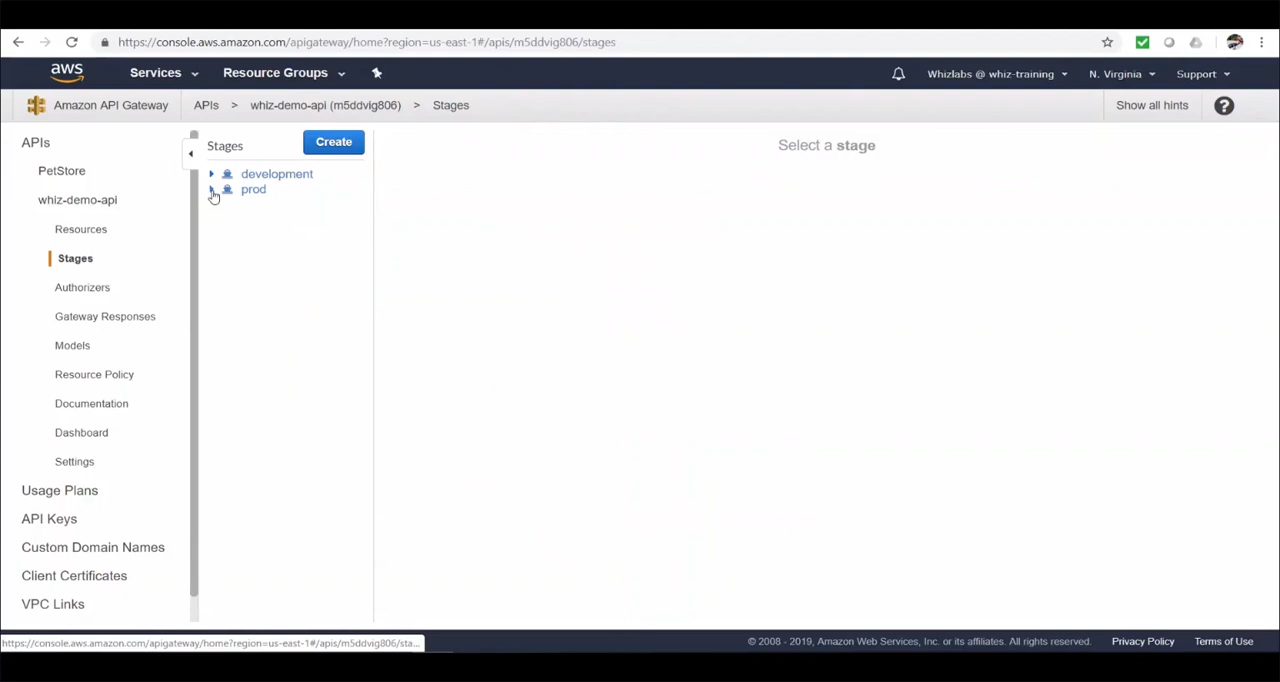 https://console.aws.amazon.com/apigateway/home?region=us-east-1#/apis/m5ddvig806/stages
aws Services Resource Groups Whizlabs @ whiz-training N. Virginia Support
Amazon API Gateway APIs > whiz-demo-api (m5ddvig806) > Stages Show all hints ?
APIs
PetStore
whiz-demo-api
Resources
Stages
Authorizers
Gateway Responses
Models
Resource Policy
Documentation
Dashboard
Settings
Usage Plans
API Keys
Custom Domain Names
Client Certificates
VPC Links
Stages Create
development
prod
Select a stage
https://console.aws.amazon.com/apigateway/home?region=us-east-1#/apis/m5ddvig806/sta...
© 2008 - 2019, Amazon Web Services, Inc. or its affiliates. All rights reserved. Privacy Policy Terms of Use